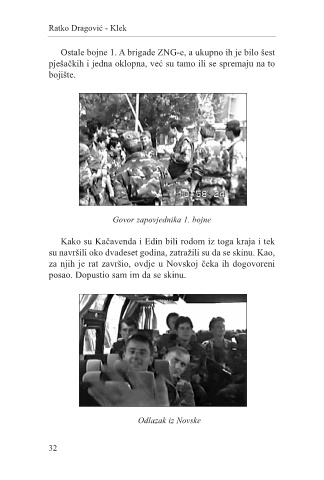 Ratko Dragović - Klek
Ostale bojne 1. A brigade ZNG-e, a ukupno ih je bilo šest
pješačkih i jedna oklopna, već su tamo ili se spremaju na to
bojište.
Govor zapovjednika 1. bojne
Kako su Kačavenda i Edin bili rodom iz toga kraja i tek
su navršili oko dvadeset godina, zatražili su da se skinu. Kao,
za njih je rat završio, ovdje u Novskoj čeka ih dogovoreni
posao. Dopustio sam im da se skinu.
Odlazak iz Novske
32